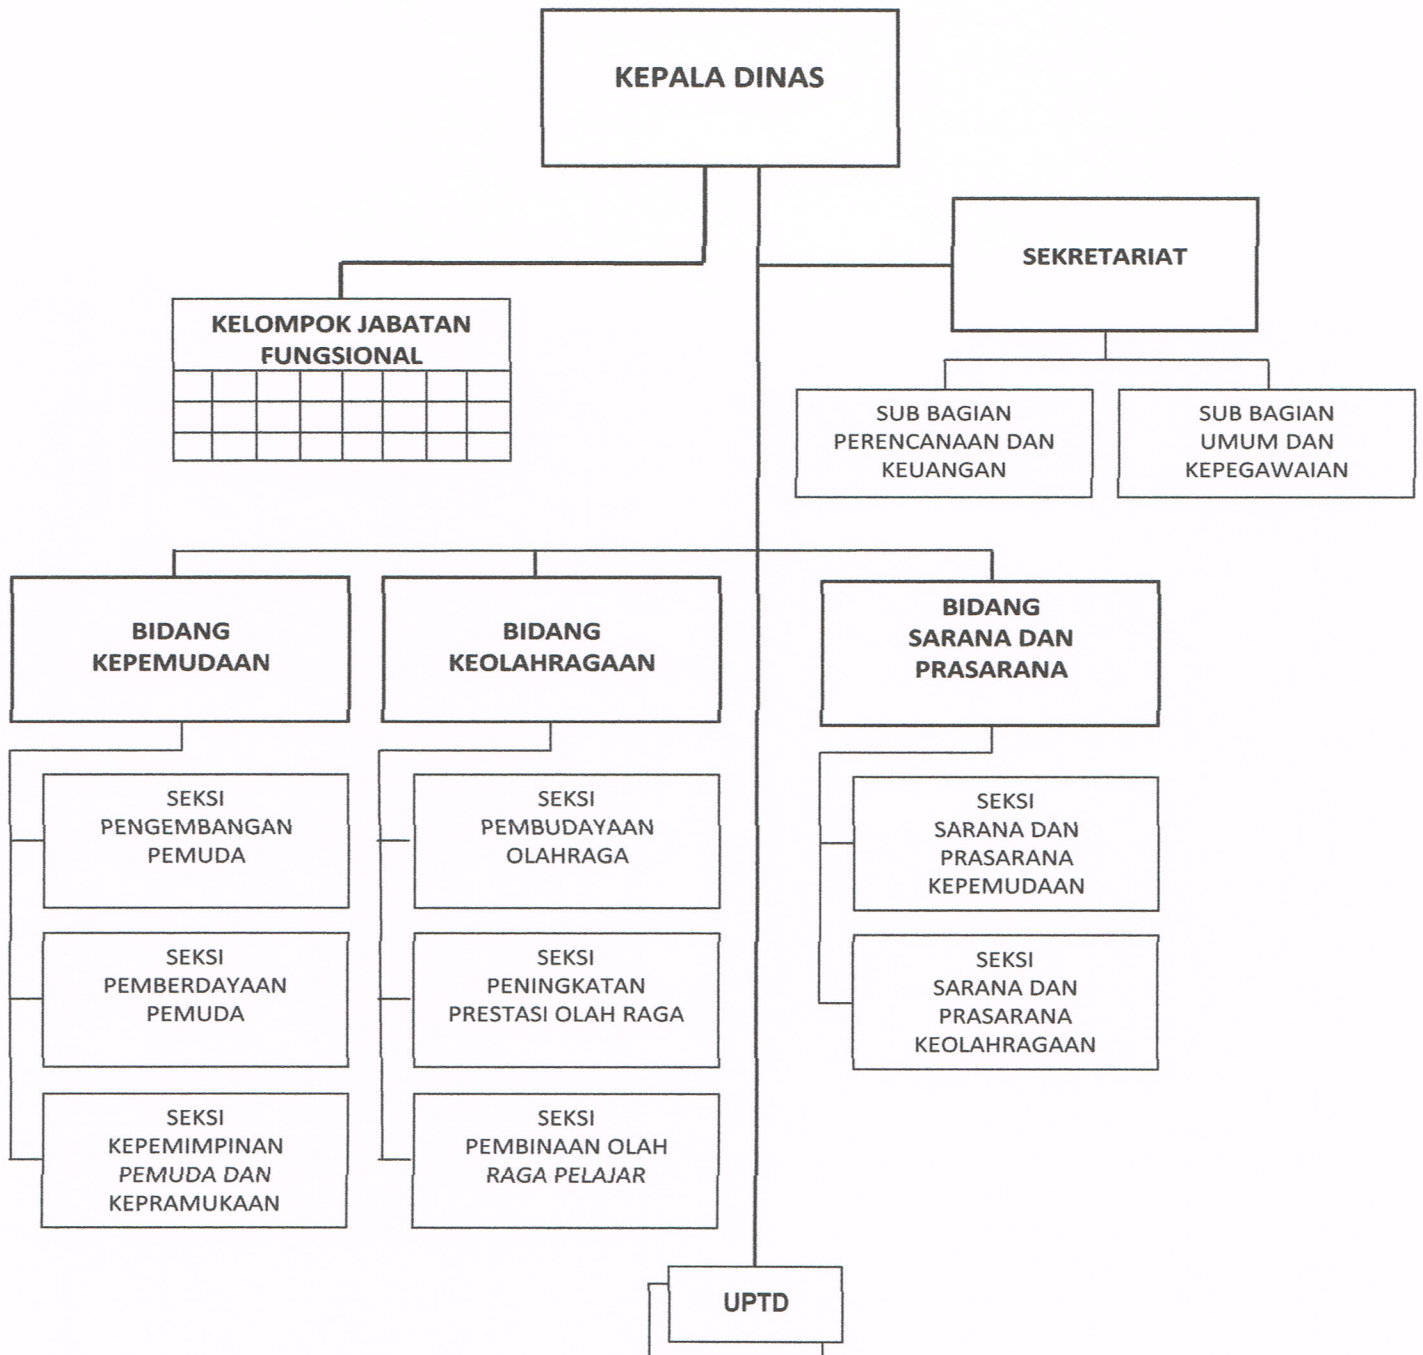 KEPALA DINAS
SEKRETARIAT
KELOMPOK JABATAN
FUNGSIONAL
SUB BAGIAN
PERENCANAAN DAN
KEUANGAN
SUB BAGIAN
UMUM DAN
KEPEGAWAIAN
BIDANG
KEPEMUDAAN
BIDANG
KEOLAHRAGAAN
BIDANG
SARANA DAN
PRASARANA
SEKSI
PENGEMBANGAN
PEMUDA
SEKSI
PEMBUDAYAAN
OLAHRAGA
SEKSI
SARANA DAN
PRASARANA
KEPEMUDAAN
SEKSI
PEMBERDAYAAN
PEMUDA
SEKSI
PENINGKATAN
PRESTASI OLAH RAGA
SEKSI
SARANA DAN
PRASARANA
KEOLAHRAGAAN
SEKSI
KEPEMIMPINAN
PEMUDA DAN
KEPRAMUKAAN
SEKSI
PEMBINAAN OLAH
RAGA PELAJAR
UPTD